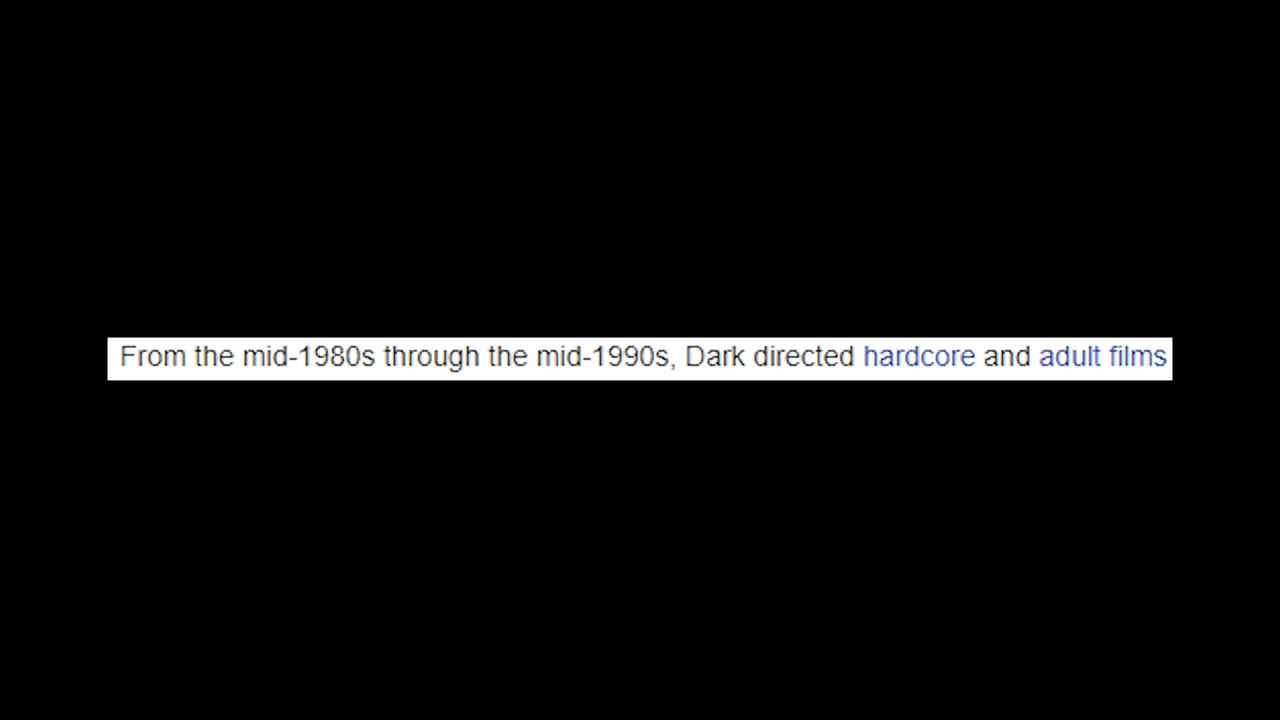 From the mid-1980s through the mid-1990s, Dark directed hardcore and adult films